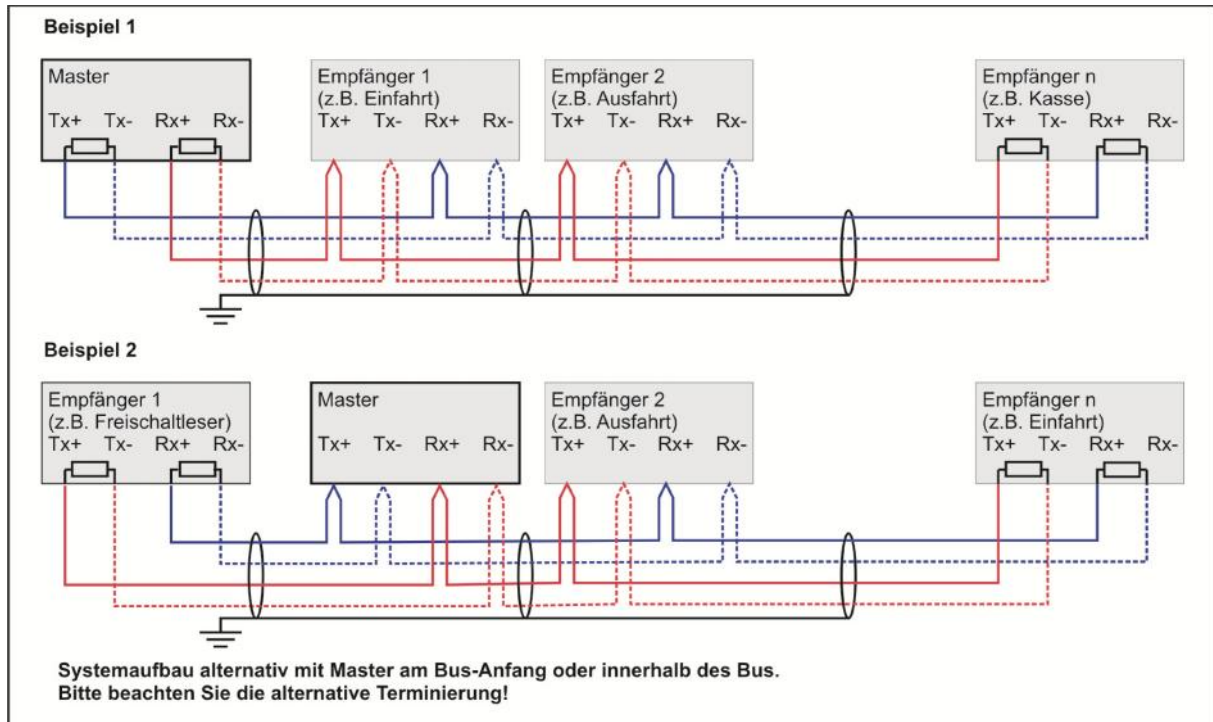 Beispiel 1
Master
Tx+ Tx- Rx+ Rx-
Empfänger 1
(z.B. Einfahrt)
Tx+ Tx- Rx+ Rx-
Empfänger 2
(z.B. Ausfahrt)
Tx+ Tx- Rx+ Rx-
Empfänger n
(z.B. Kasse)
Tx+ Tx- Rx+ Rx-
Beispiel 2
Empfänger 1
(z.B. Freischaltleser)
Tx+ Tx- Rx+ Rx-
Master
Tx+ Tx- Rx+ Rx-
Empfänger 2
(z.B. Ausfahrt)
Tx+ Tx- Rx+ Rx-
Empfänger n
(z.B. Einfahrt)
Tx+ Tx- Rx+ Rx-
Systemaufbau alternativ mit Master am Bus-Anfang oder innerhalb des Bus.
Bitte beachten Sie die alternative Terminierung!